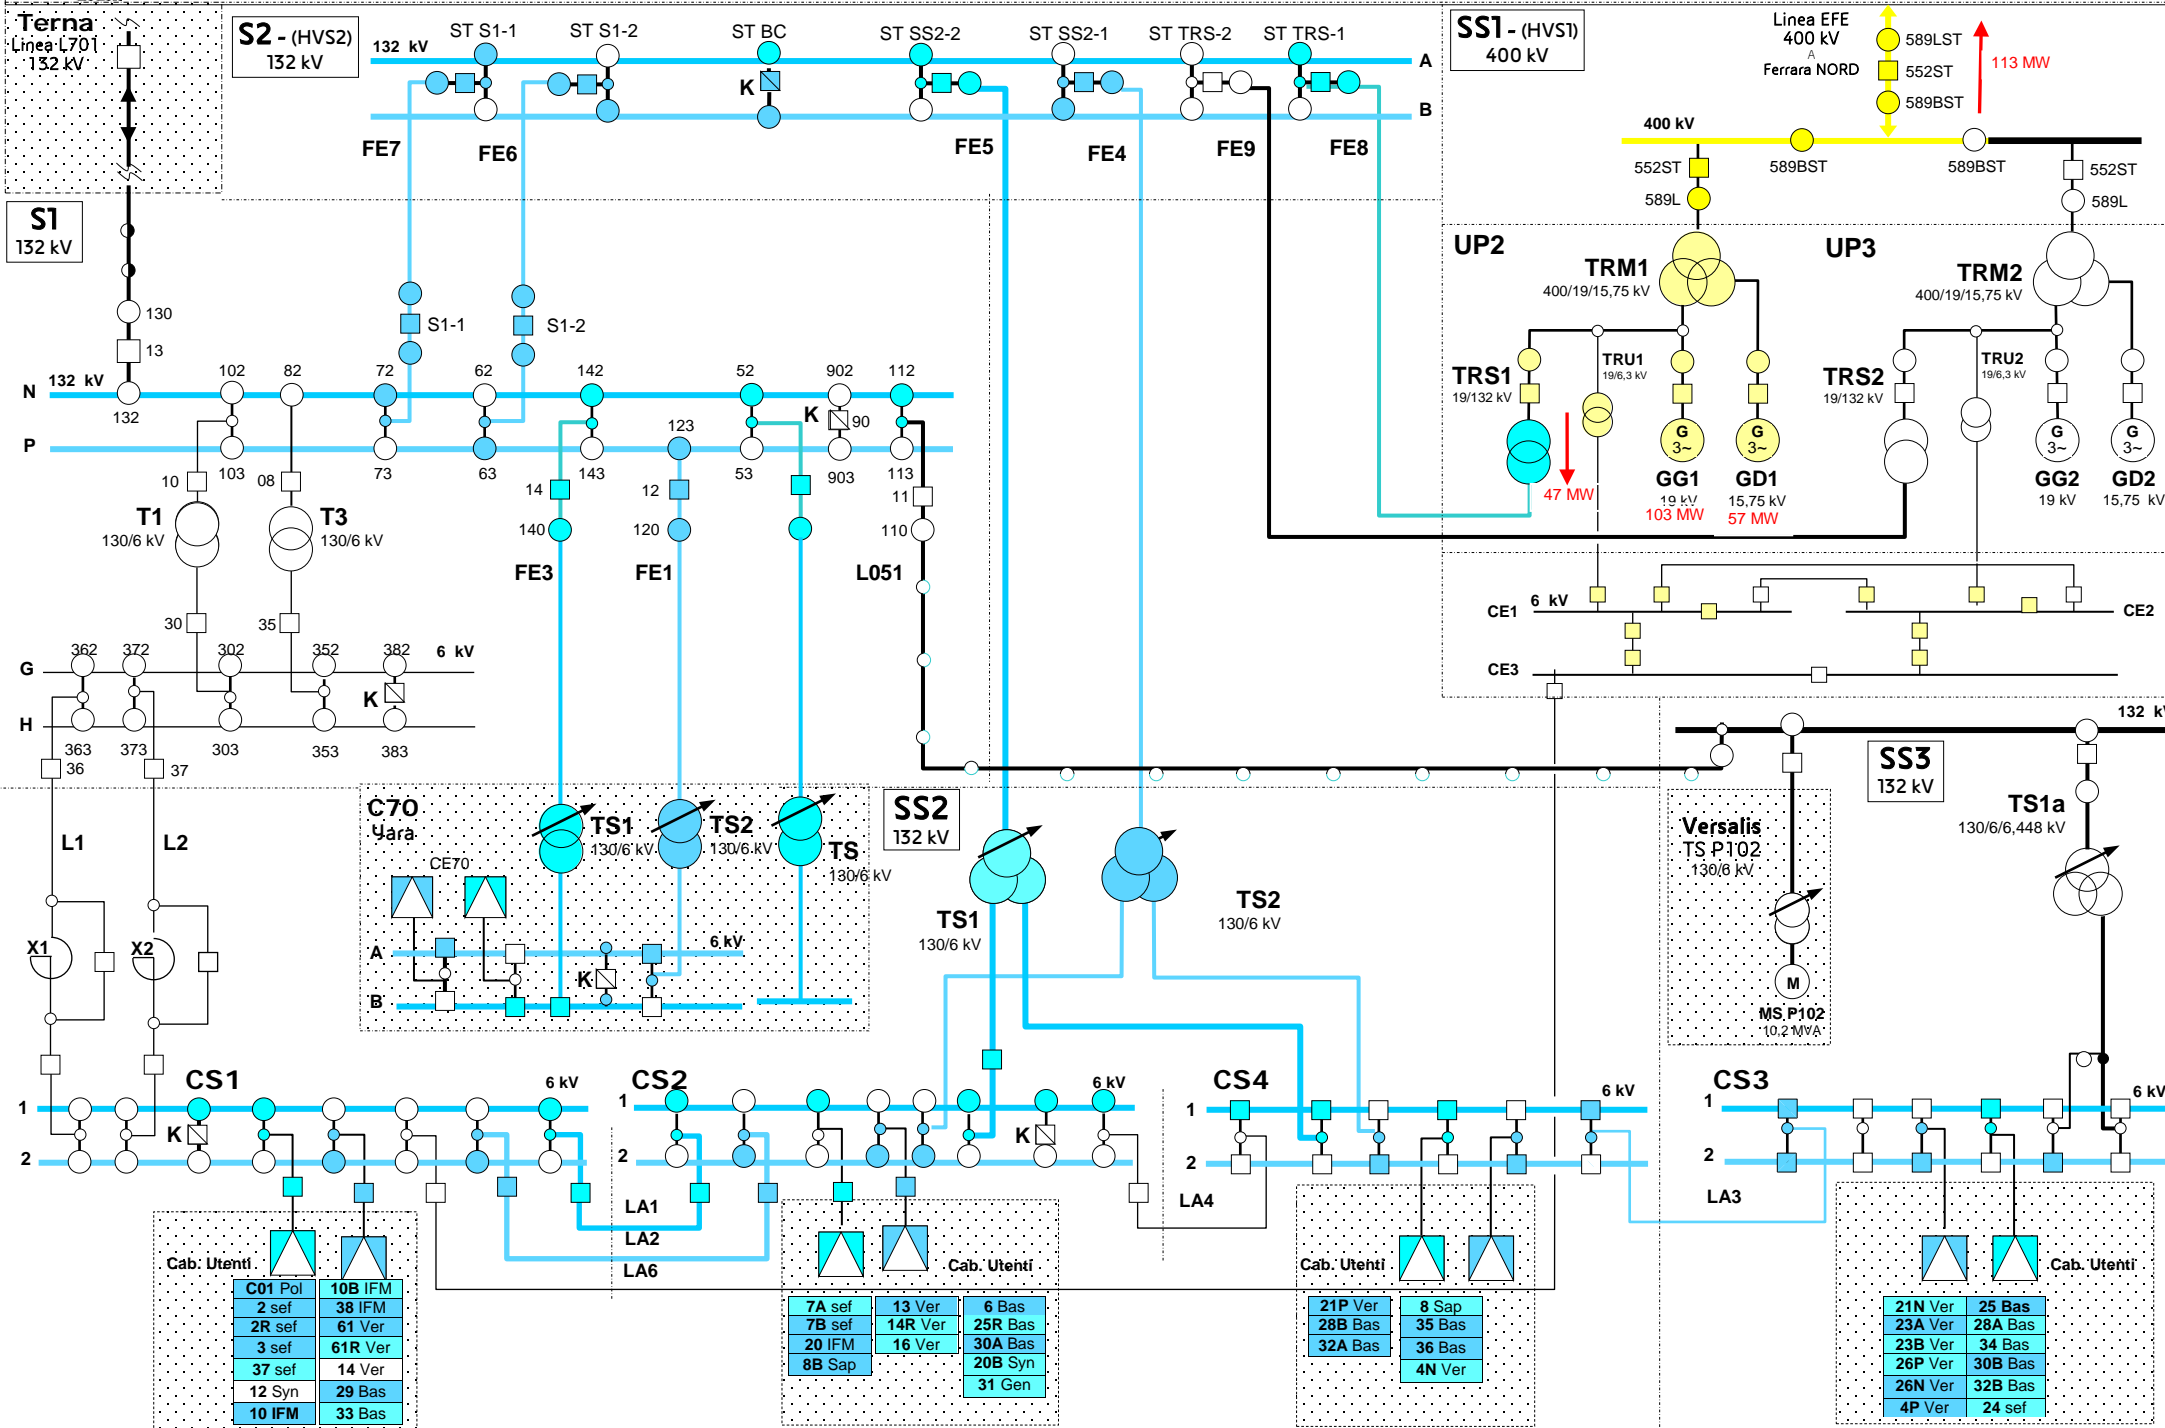 Terna
Linea L701
132 kV
S2 - (HVS2)
132 kV
132 kV
ST S1-1
ST S1-2
ST BC
ST SS2-2
ST SS2-1
ST TRS-2
ST TRS-1
A
B
K
FE7
FE6
FE5
FE4
FE9
FE8
SS1 - (HVS1)
400 kV
Linea EFE
400 kV
A
Ferrara NORD
589LST
552ST
589BST
113 MW
400 kV
552ST
589L
589BST
589BST
552ST
589L
S1
132 kV
130
13
S1-1
S1-2
N
132 kV
132
102
82
72
62
142
52
902
112
K
90
P
103
73
63
143
123
53
903
113
10
08
14
12
11
T1
130/6 kV
T3
130/6 kV
140
120
110
FE3
FE1
L051
30
35
UP2
UP3
TRM1
400/19/15,75 kV
TRM2
400/19/15,75 kV
TRS1
19/132 kV
TRU1
19/6,3 kV
TRS2
19/132 kV
TRU2
19/6,3 kV
G
3~
G
3~
G
3~
G
3~
47 MW
GG1
19 kV
103 MW
GD1
15,75 kV
57 MW
GG2
19 kV
GD2
15,75 kV
CE1
6 kV
CE2
CE3
362
372
302
352
382
6 kV
G
K
H
363
373
303
353
383
36
37
L1
L2
X1
X2
C70
Yara
CE70
TS1
130/6 kV
TS2
130/6 kV
TS
130/6 kV
A
6 kV
K
B
SS2
132 kV
TS1
130/6 kV
TS2
130/6 kV
132 kV
SS3
132 kV
Versalis
TS P102
130/6 kV
M
MS P102
10,2 MVA
TS1a
130/6/6,448 kV
CS1
6 kV
1
K
2
CS2
6 kV
1
K
2
CS4
6 kV
1
2
CS3
6 kV
1
2
LA1
LA2
LA6
LA4
LA3
Cab. Utenti
C01 Pol
2 sef
2R sef
3 sef
37 sef
12 Syn
10 IFM
10B IFM
38 IFM
61 Ver
61R Ver
14 Ver
29 Bas
33 Bas
Cab. Utenti
7A sef
7B sef
20 IFM
8B Sap
13 Ver
14R Ver
16 Ver
6 Bas
25R Bas
30A Bas
20B Syn
31 Gen
Cab. Utenti
21P Ver
28B Bas
32A Bas
8 Sap
35 Bas
36 Bas
4N Ver
Cab. Utenti
21N Ver
23A Ver
23B Ver
26P Ver
26N Ver
4P Ver
25 Bas
28A Bas
34 Bas
30B Bas
32B Bas
24 sef